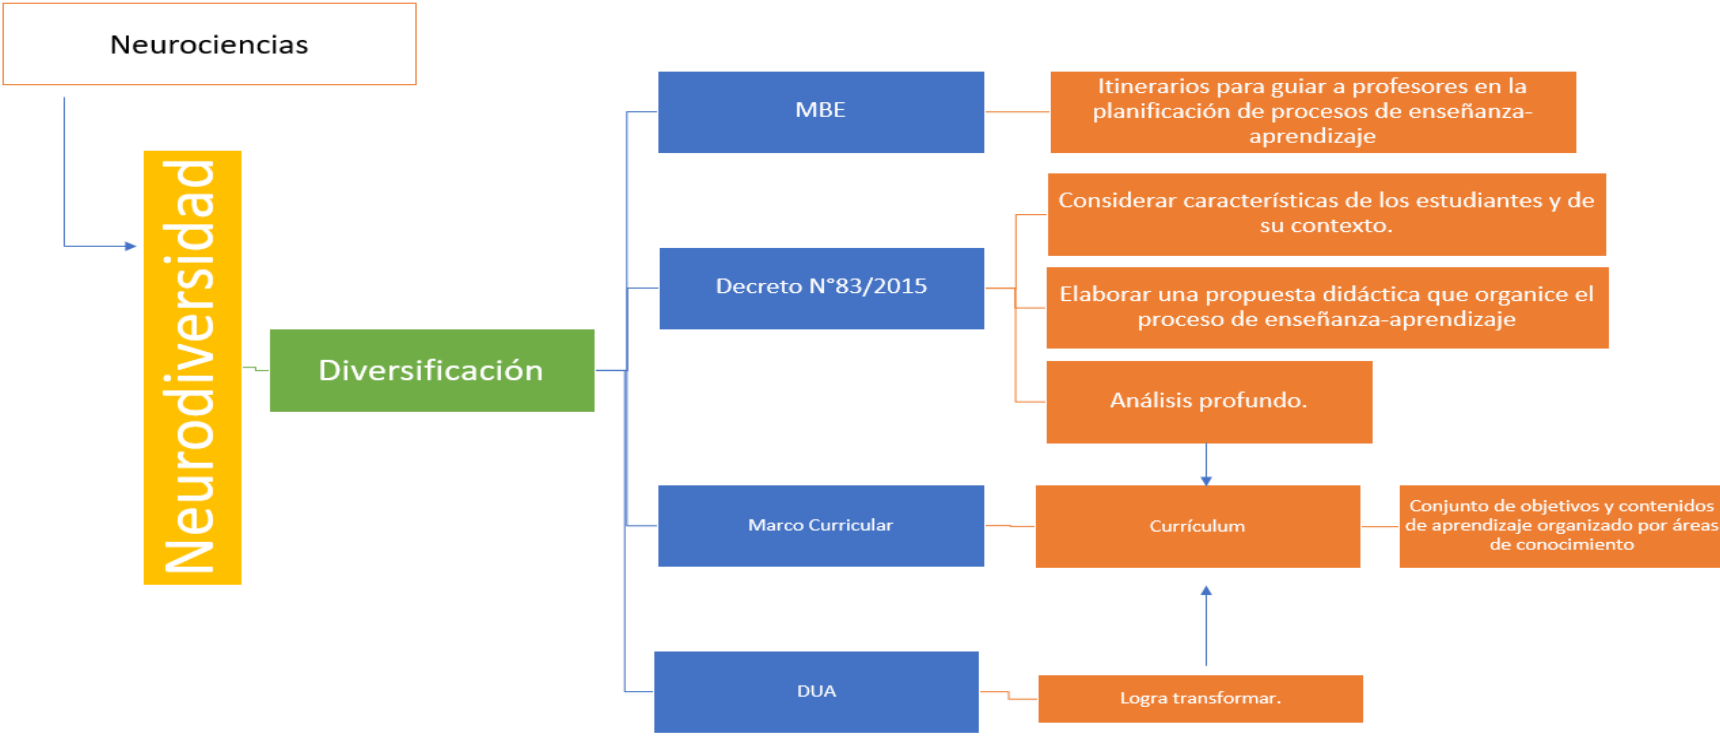 Neurociencias
Neurodiversidad
Diversificación
MBE
Itinerarios para guiar a profesores en la
planificación de procesos de enseñanza-
aprendizaje
Decreto N°83/2015
Considerar características de los estudiantes y de
su contexto.
Elaborar una propuesta didáctica que organice el
proceso de enseñanza-aprendizaje
Análisis profundo.
Marco Curricular
Currículum
Conjunto de objetivos y contenidos
de aprendizaje organizado por áreas
de conocimiento
DUA
Logra transformar.